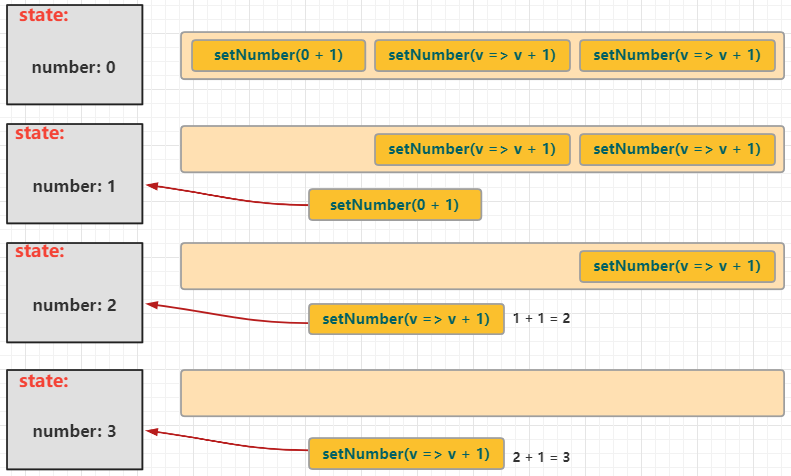 state:
number: 0
setNumber(0 + 1)
setNumber(v => v + 1)
setNumber(v => v + 1)
state:
number: 1
setNumber(v => v + 1)
setNumber(v => v + 1)
setNumber(0 + 1)
state:
number: 2
setNumber(v => v + 1)
setNumber(v => v + 1)
1 + 1 = 2
state:
number: 3
setNumber(v => v + 1)
2 + 1 = 3